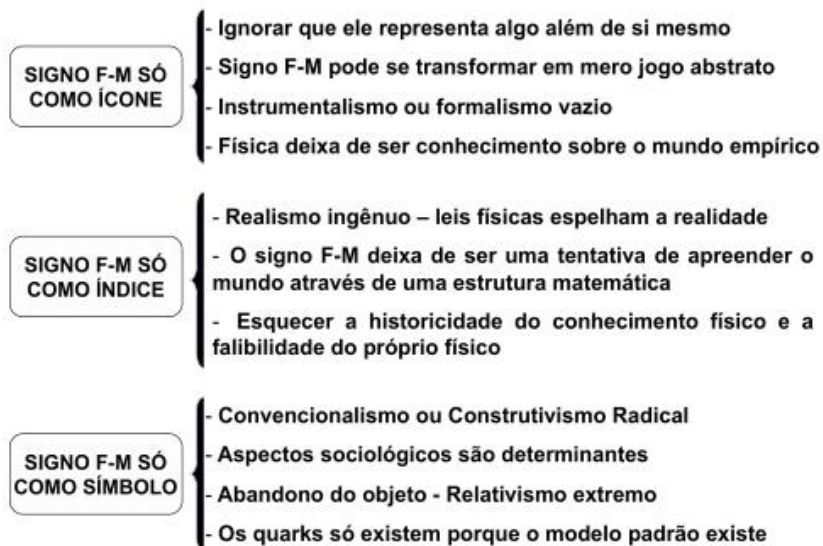 SIGNO F-M SÓ
COMO ÍCONE
- Ignorar que ele representa algo além de si mesmo
- Signo F-M pode se transformar em mero jogo abstrato
- Instrumentalismo ou formalismo vazio
- Física deixa de ser conhecimento sobre o mundo empírico
SIGNO F-M SÓ
COMO ÍNDICE
- Realismo ingênuo – leis físicas espelham a realidade
- O signo F-M deixa de ser uma tentativa de apreender o
mundo através de uma estrutura matemática
- Esquecer a historicidade do conhecimento físico e a
falibilidade do próprio físico
SIGNO F-M SÓ
COMO SÍMBOLO
- Convencionalismo ou Construtivismo Radical
- Aspectos sociológicos são determinantes
- Abandono do objeto - Relativismo extremo
- Os quarks só existem porque o modelo padrão existe